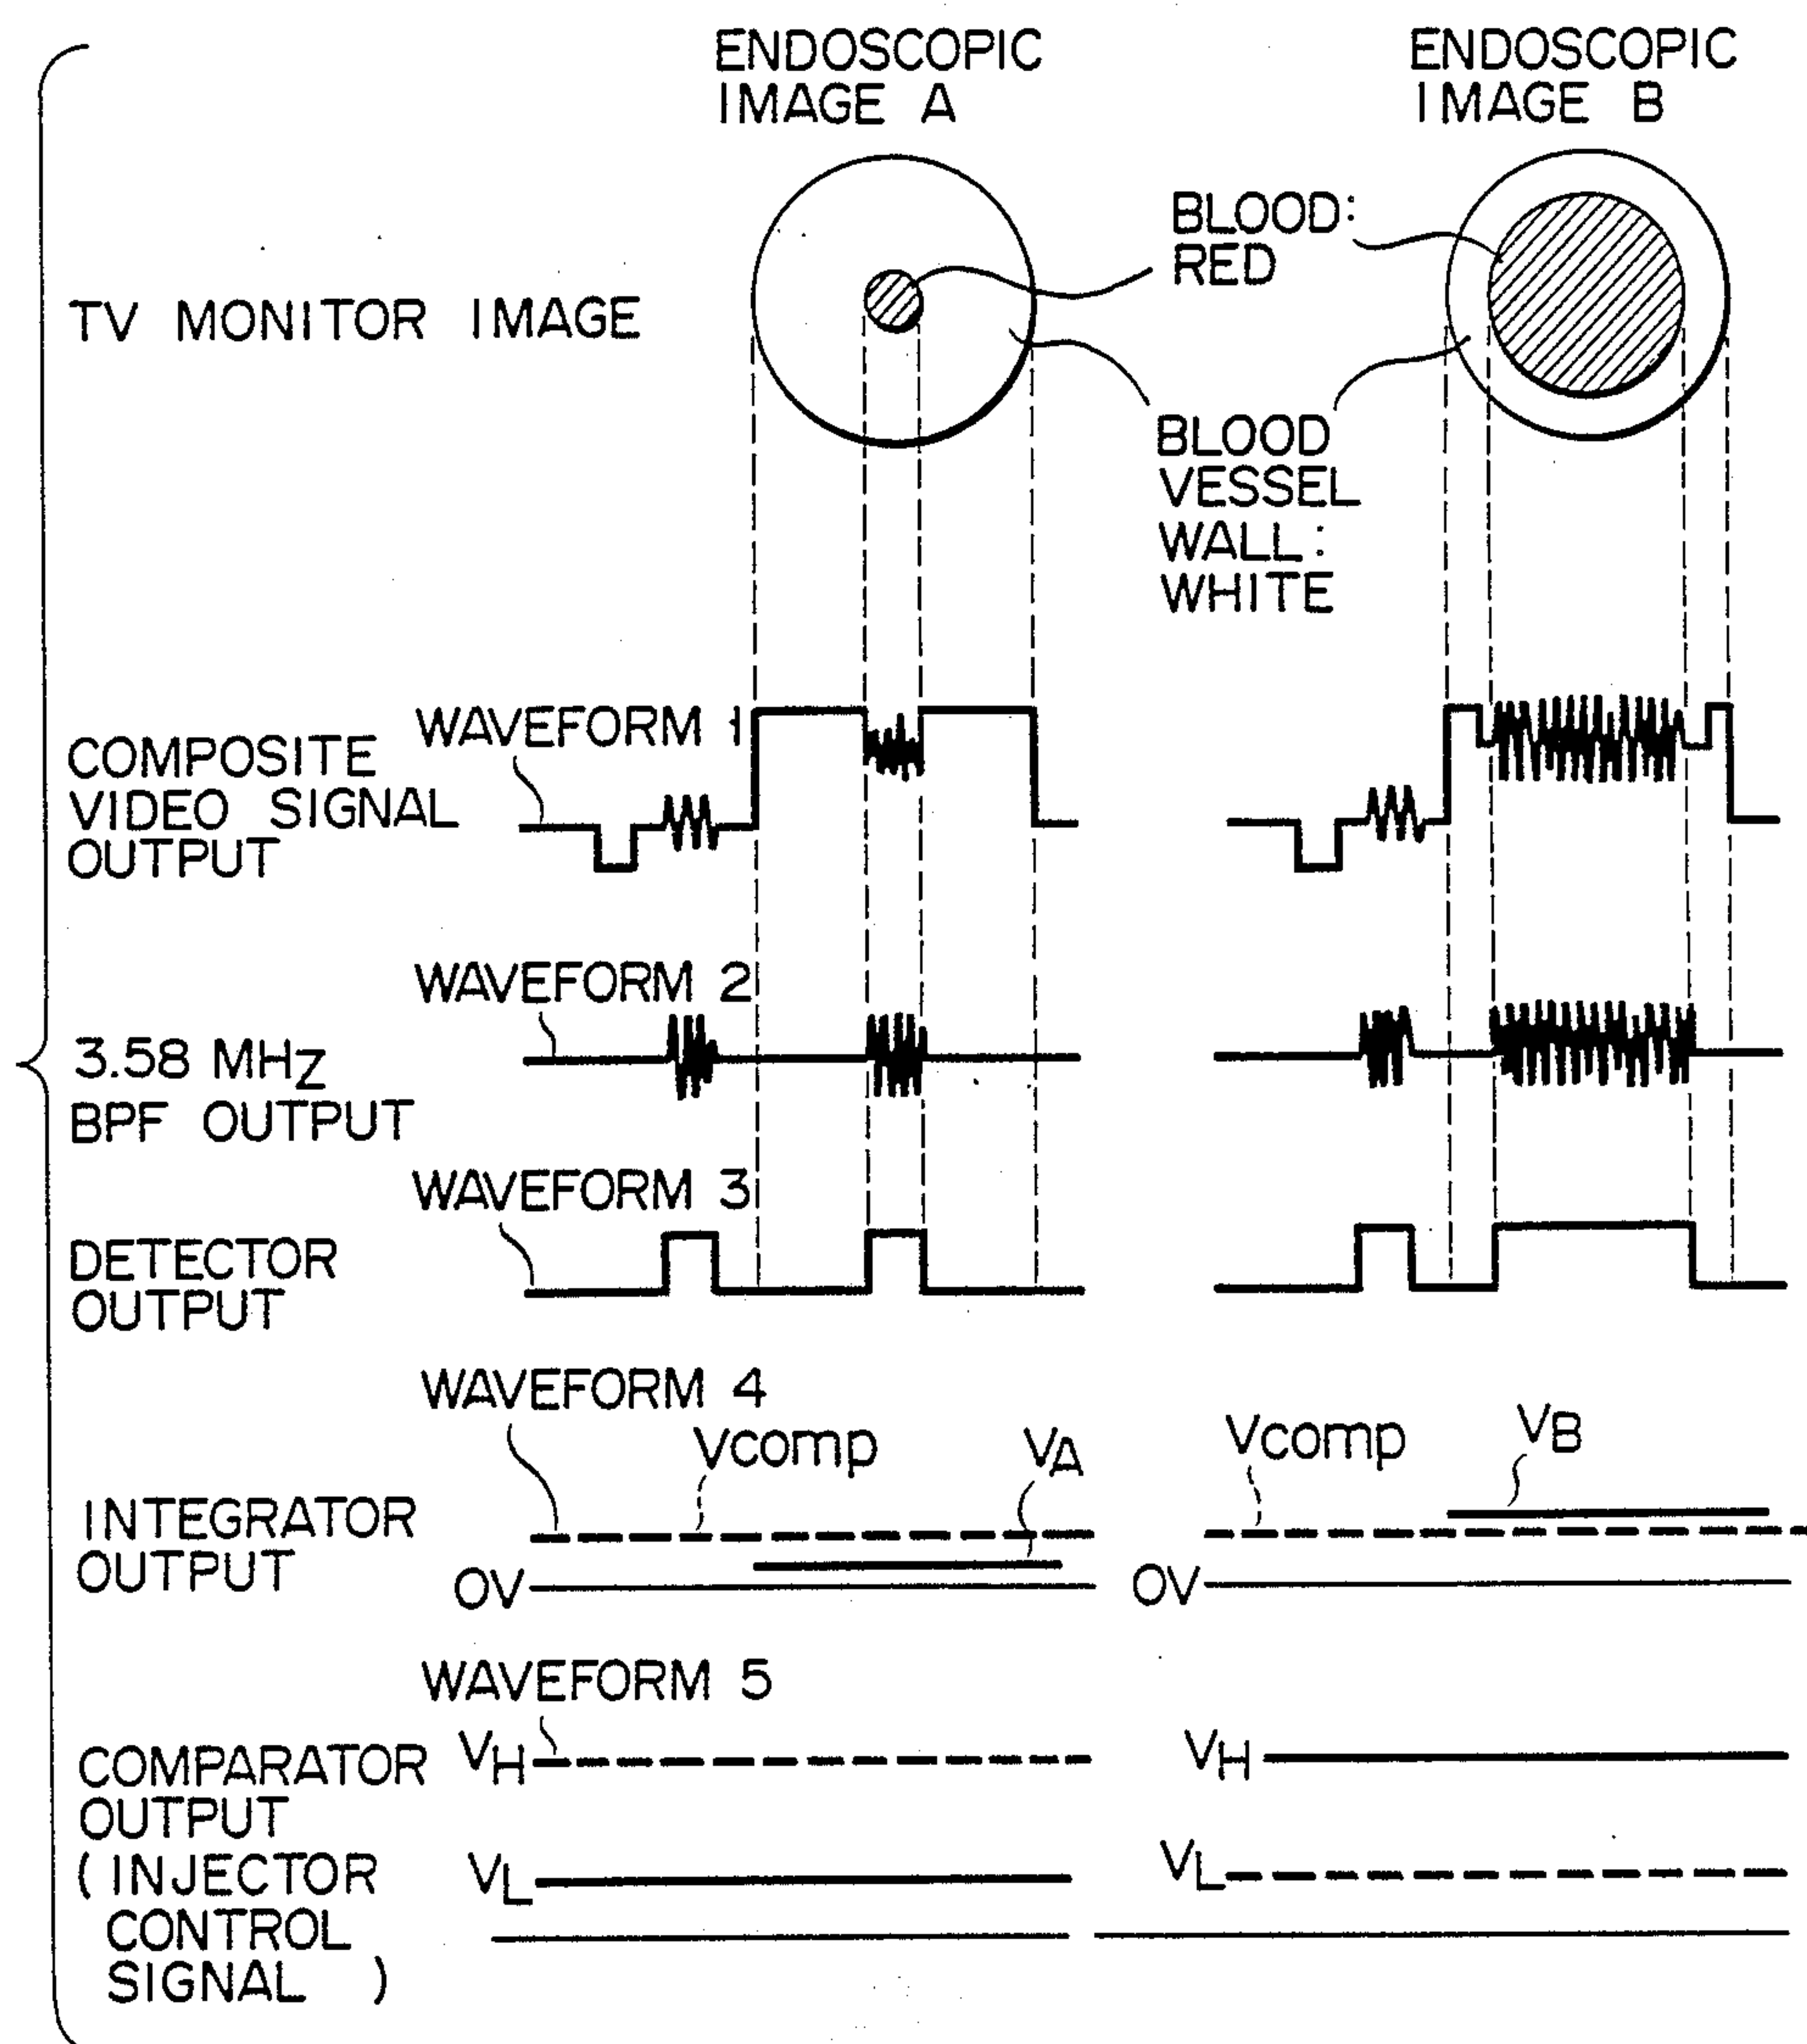 ENDOSCOPIC
IMAGE A
ENDOSCOPIC
IMAGE B
BLOOD:
RED
TV MONITOR IMAGE
BLOOD
VESSEL
WALL:
WHITE
WAVEFORM 1
COMPOSITE
VIDEO SIGNAL
OUTPUT
WAVEFORM 2
3.58 MHz
BPF OUTPUT
WAVEFORM 3
DETECTOR
OUTPUT
WAVEFORM 4
Vcomp
VA
Vcomp
VB
INTEGRATOR
OUTPUT
OV
OV
WAVEFORM 5
VH
VH
COMPARATOR
OUTPUT
(INJECTOR
CONTROL
SIGNAL )
VL
VL